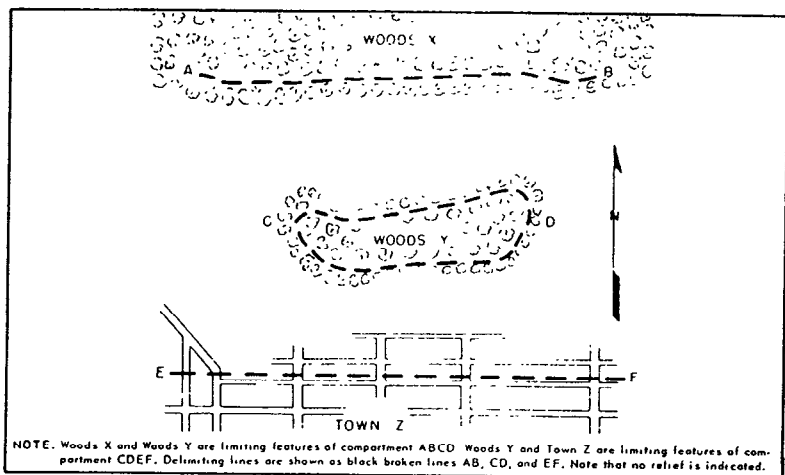 WOODS X
A
B
N
C
WOODS Y
D
E
F
TOWN Z
NOTE. Woods X and Woods Y are limiting features of compartment ABCD. Woods Y and Town Z are limiting features of com-
partment CDEF. Delimiting lines are shown as black broken lines AB, CD, and EF. Note that no relief is indicated.